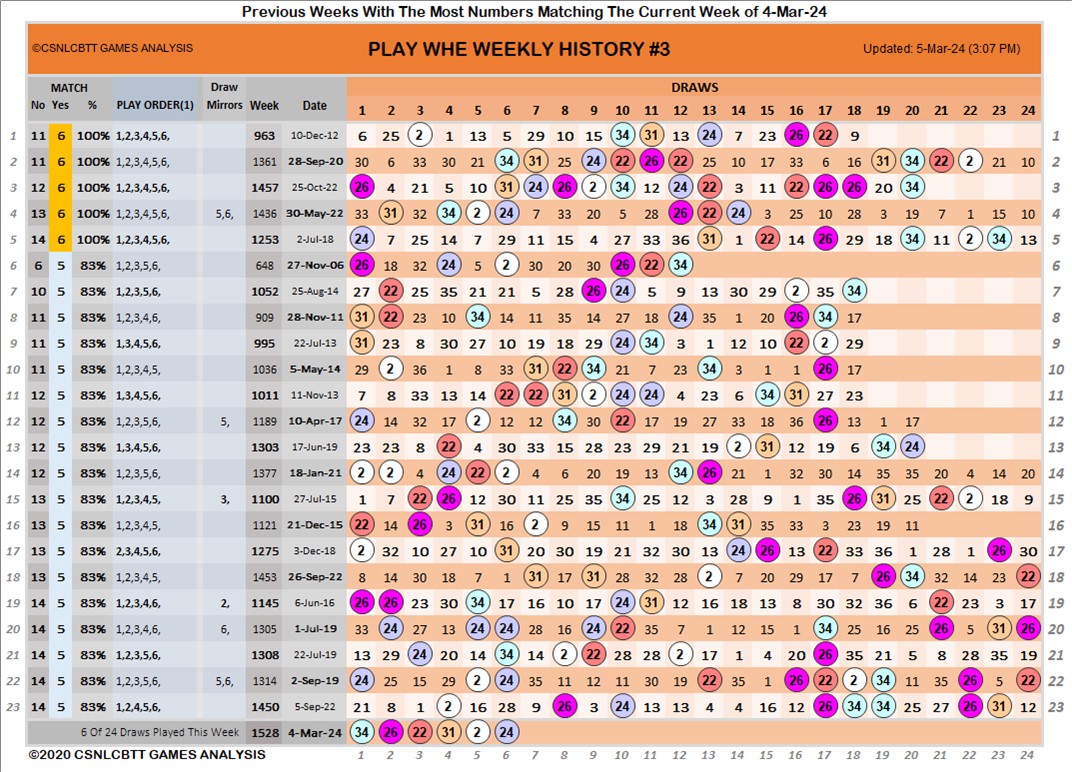 Previous Weeks With The Most Numbers Matching The Current Week of 4-Mar-24
©CSNLCBTT GAMES ANALYSIS PLAY WHE WEEKLY HISTORY #3 Updated: 5-Mar-24 (3:07 PM)
MATCH Draw DRAWS
No Yes % PLAY ORDER(1) Mirrors Week Date 1 2 3 4 5 6 7 8 9 10 11 12 13 14 15 16 17 18 19 20 21 22 23 24
1 11 6 100% 1,2,3,4,5,6, 963 10-Dec-12 6 25 2 1 13 5 29 10 15 34 31 13 24 7 23 26 22 9 1
2 11 6 100% 1,2,3,4,5,6, 1361 28-Sep-20 30 6 33 30 21 34 31 25 24 22 26 22 25 10 17 33 6 16 31 34 22 2 21 10 2
3 12 6 100% 1,2,3,4,5,6, 1457 25-Oct-22 26 4 21 5 10 31 24 26 2 34 12 24 22 3 11 22 26 26 20 34 3
4 13 6 100% 1,2,3,4,5,6, 5,6, 1436 30-May-22 33 31 32 34 2 24 7 33 20 5 28 26 22 24 3 25 10 28 3 19 7 1 15 10 4
5 14 6 100% 1,2,3,4,5,6, 1253 2-Jul-18 24 7 25 14 7 29 11 15 4 27 33 36 31 1 22 14 26 29 18 34 11 2 34 13 5
6 6 5 83% 1,2,3,5,6, 648 27-Nov-06 26 18 32 24 5 2 30 20 30 26 22 34 6
7 10 5 83% 1,2,3,5,6, 1052 25-Aug-14 27 22 25 35 21 21 5 28 26 24 5 9 13 30 29 2 35 34 7
8 11 5 83% 1,2,3,4,6, 909 28-Nov-11 31 22 23 10 34 14 11 35 14 27 18 24 35 1 20 26 34 17 8
9 11 5 83% 1,3,4,5,6, 995 22-Jul-13 31 23 8 30 27 10 19 18 29 24 34 3 1 12 10 22 2 29 9
10 11 5 83% 1,2,3,4,5, 1036 5-May-14 29 2 36 1 8 33 31 22 34 21 7 23 34 3 1 1 26 17 10
11 12 5 83% 1,3,4,5,6, 1011 11-Nov-13 7 8 33 13 14 22 22 31 2 24 24 4 23 6 34 31 27 23 11
12 12 5 83% 1,2,3,5,6, 5, 1189 10-Apr-17 24 14 32 17 2 12 12 34 30 22 17 19 27 33 18 36 26 13 1 17 12
13 12 5 83% 1,3,4,5,6, 1303 17-Jun-19 23 23 8 22 4 30 33 15 28 13 29 21 19 2 31 12 19 6 34 24 13
14 12 5 83% 1,2,3,5,6, 1377 18-Jan-21 2 2 4 24 22 2 4 6 20 19 13 34 26 21 1 32 30 14 35 35 20 4 14 20 14
15 13 5 83% 1,2,3,4,5, 3, 1100 27-Jul-15 1 7 22 26 12 30 11 25 35 34 25 12 3 28 9 1 35 26 31 25 22 2 18 9 15
16 13 5 83% 1,2,3,4,5, 1121 21-Dec-15 22 14 26 3 31 16 2 9 15 11 1 18 34 31 35 33 3 23 19 11 16
17 13 5 83% 2,3,4,5,6, 1275 3-Dec-18 2 32 10 27 10 31 20 30 19 21 32 30 13 24 26 13 22 33 36 1 28 1 26 30 17
18 13 5 83% 1,2,3,4,5, 1453 26-Sep-22 8 14 30 18 7 1 31 17 31 28 32 28 2 7 20 29 17 7 26 34 32 14 23 22 18
19 14 5 83% 1,2,3,4,6, 2, 1145 6-Jun-16 26 26 23 30 34 17 16 10 17 24 31 12 16 18 13 8 30 32 36 6 22 23 3 17 19
20 14 5 83% 1,2,3,4,6, 6, 1305 1-Jul-19 33 24 27 13 24 24 28 16 24 22 35 7 1 12 15 1 34 25 16 25 26 5 31 26 20
21 14 5 83% 1,2,3,5,6, 1308 22-Jul-19 13 29 24 20 14 34 14 2 22 28 28 2 17 1 4 20 26 35 21 5 8 28 35 19 21
22 14 5 83% 1,2,3,5,6, 5,6, 1314 2-Sep-19 24 25 15 29 2 24 35 11 12 11 30 19 22 35 1 26 22 2 34 11 26 5 22 22
23 14 5 83% 1,2,4,5,6, 1450 5-Sep-22 21 8 1 2 16 28 9 26 3 24 13 13 4 4 16 12 26 34 34 25 27 26 31 12 23
6 Of 24 Draws Played This Week 1528 4-Mar-24 34 26 22 31 2 24
©2020 CSNLCBTT GAMES ANALYSIS 1 2 3 4 5 6 7 8 9 10 11 12 13 14 15 16 17 18 19 20 21 22 23 24